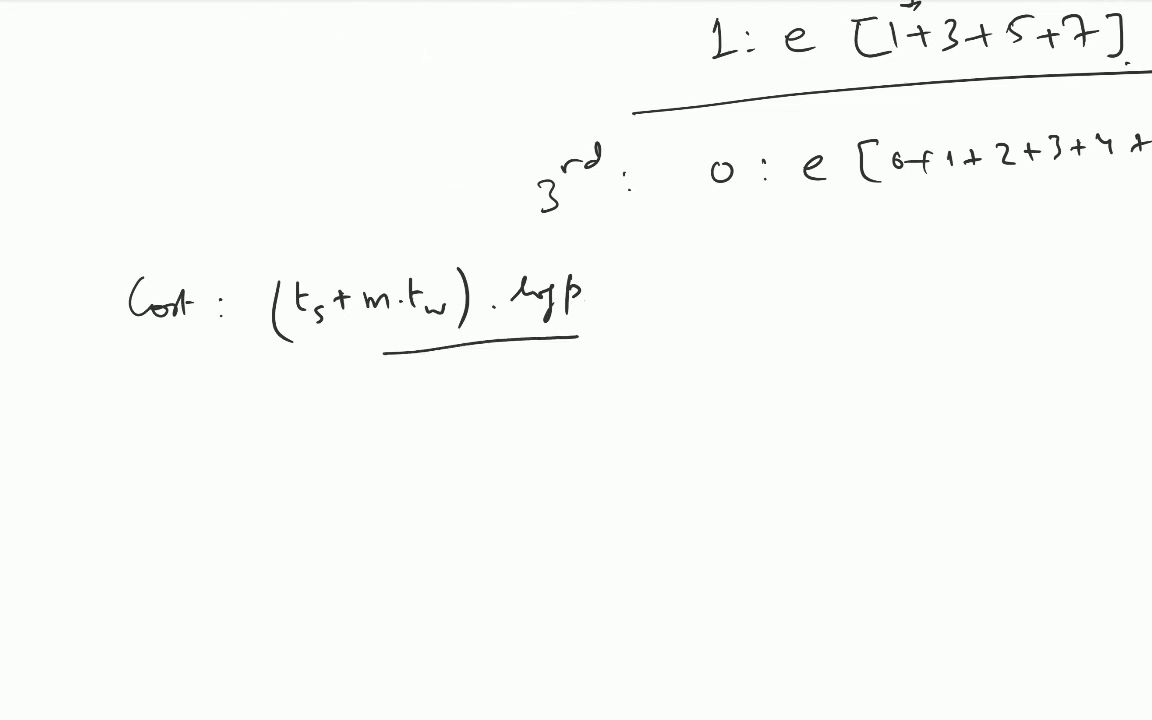 1: e [1+3+5+7]
3rd: 0: e [0+1+2+3+4+
Cost: (ts + m.tw). log p